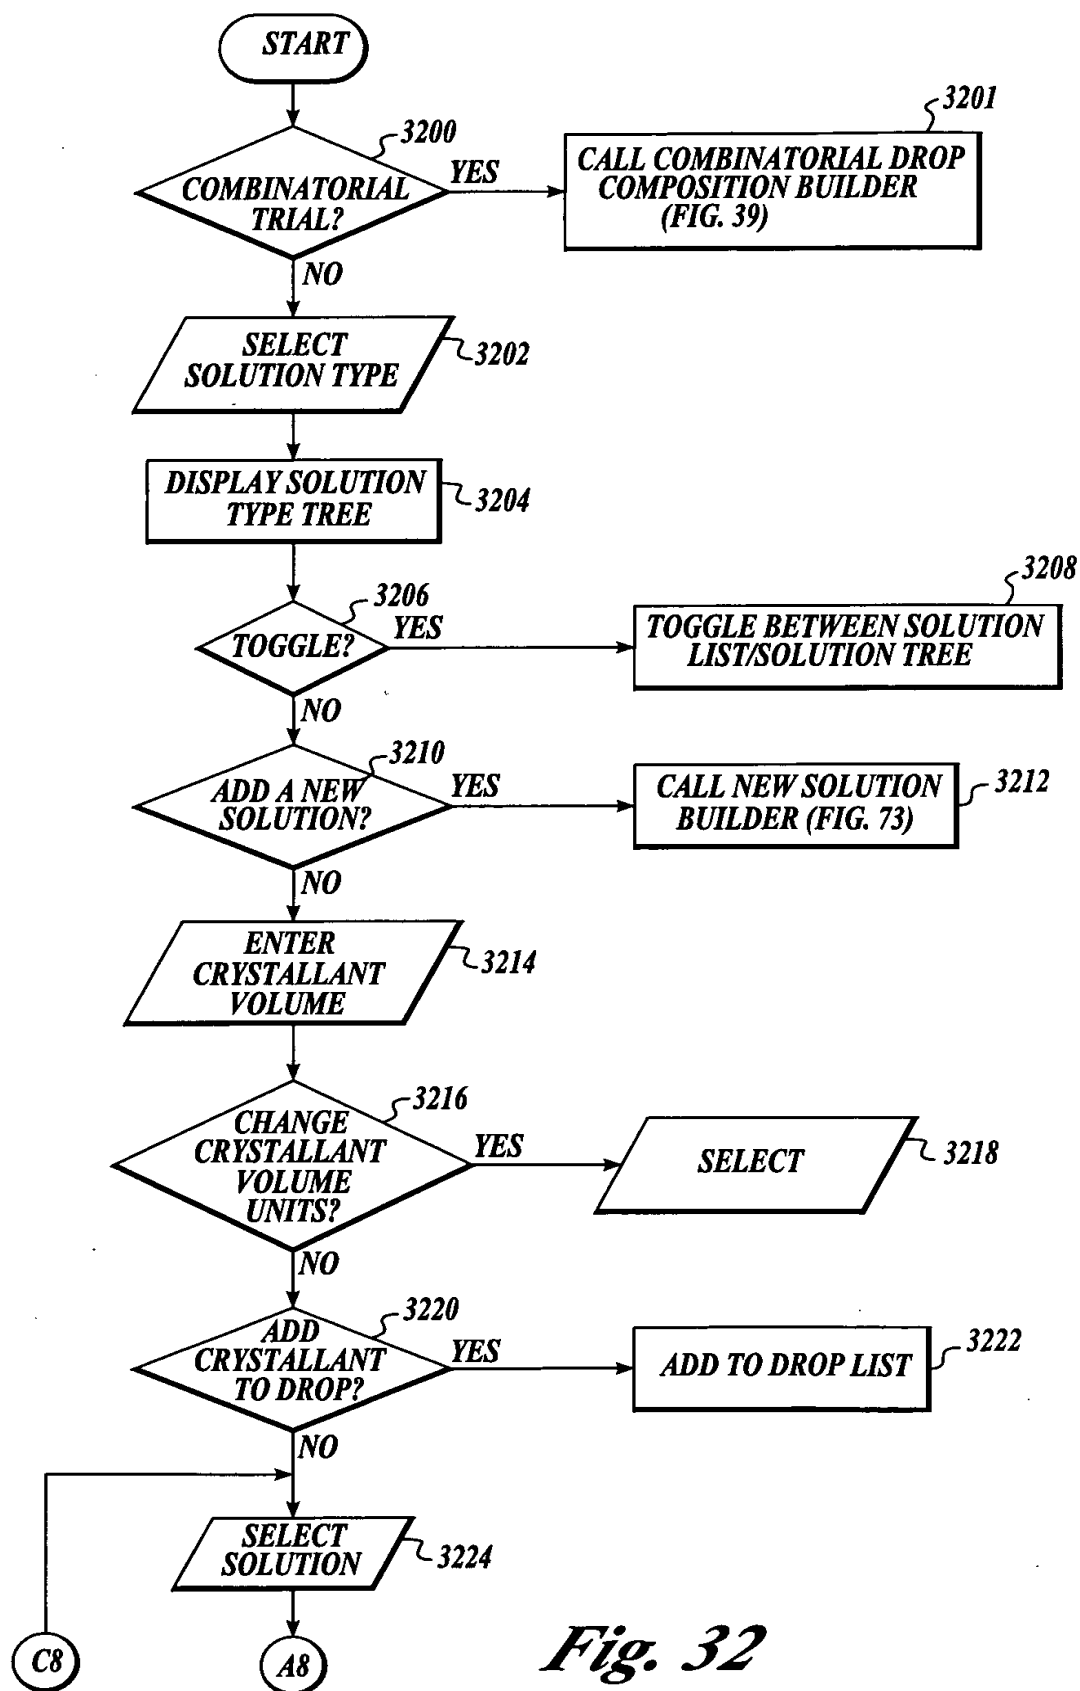 START
3200
COMBINATORIAL
TRIAL?
YES
NO
3201
CALL COMBINATORIAL DROP
COMPOSITION BUILDER
(FIG. 39)
SELECT
SOLUTION TYPE
3202
DISPLAY SOLUTION
TYPE TREE
3204
3206
TOGGLE?
YES
NO
3208
TOGGLE BETWEEN SOLUTION
LIST/SOLUTION TREE
3210
ADD A NEW
SOLUTION?
YES
NO
CALL NEW SOLUTION
BUILDER (FIG. 73)
3212
ENTER
CRYSTALLANT
VOLUME
3214
3216
CHANGE
CRYSTALLANT
VOLUME
UNITS?
YES
NO
SELECT
3218
3220
ADD
CRYSTALLANT
TO DROP?
YES
NO
ADD TO DROP LIST
3222
SELECT
SOLUTION
3224
C8
A8
Fig. 32